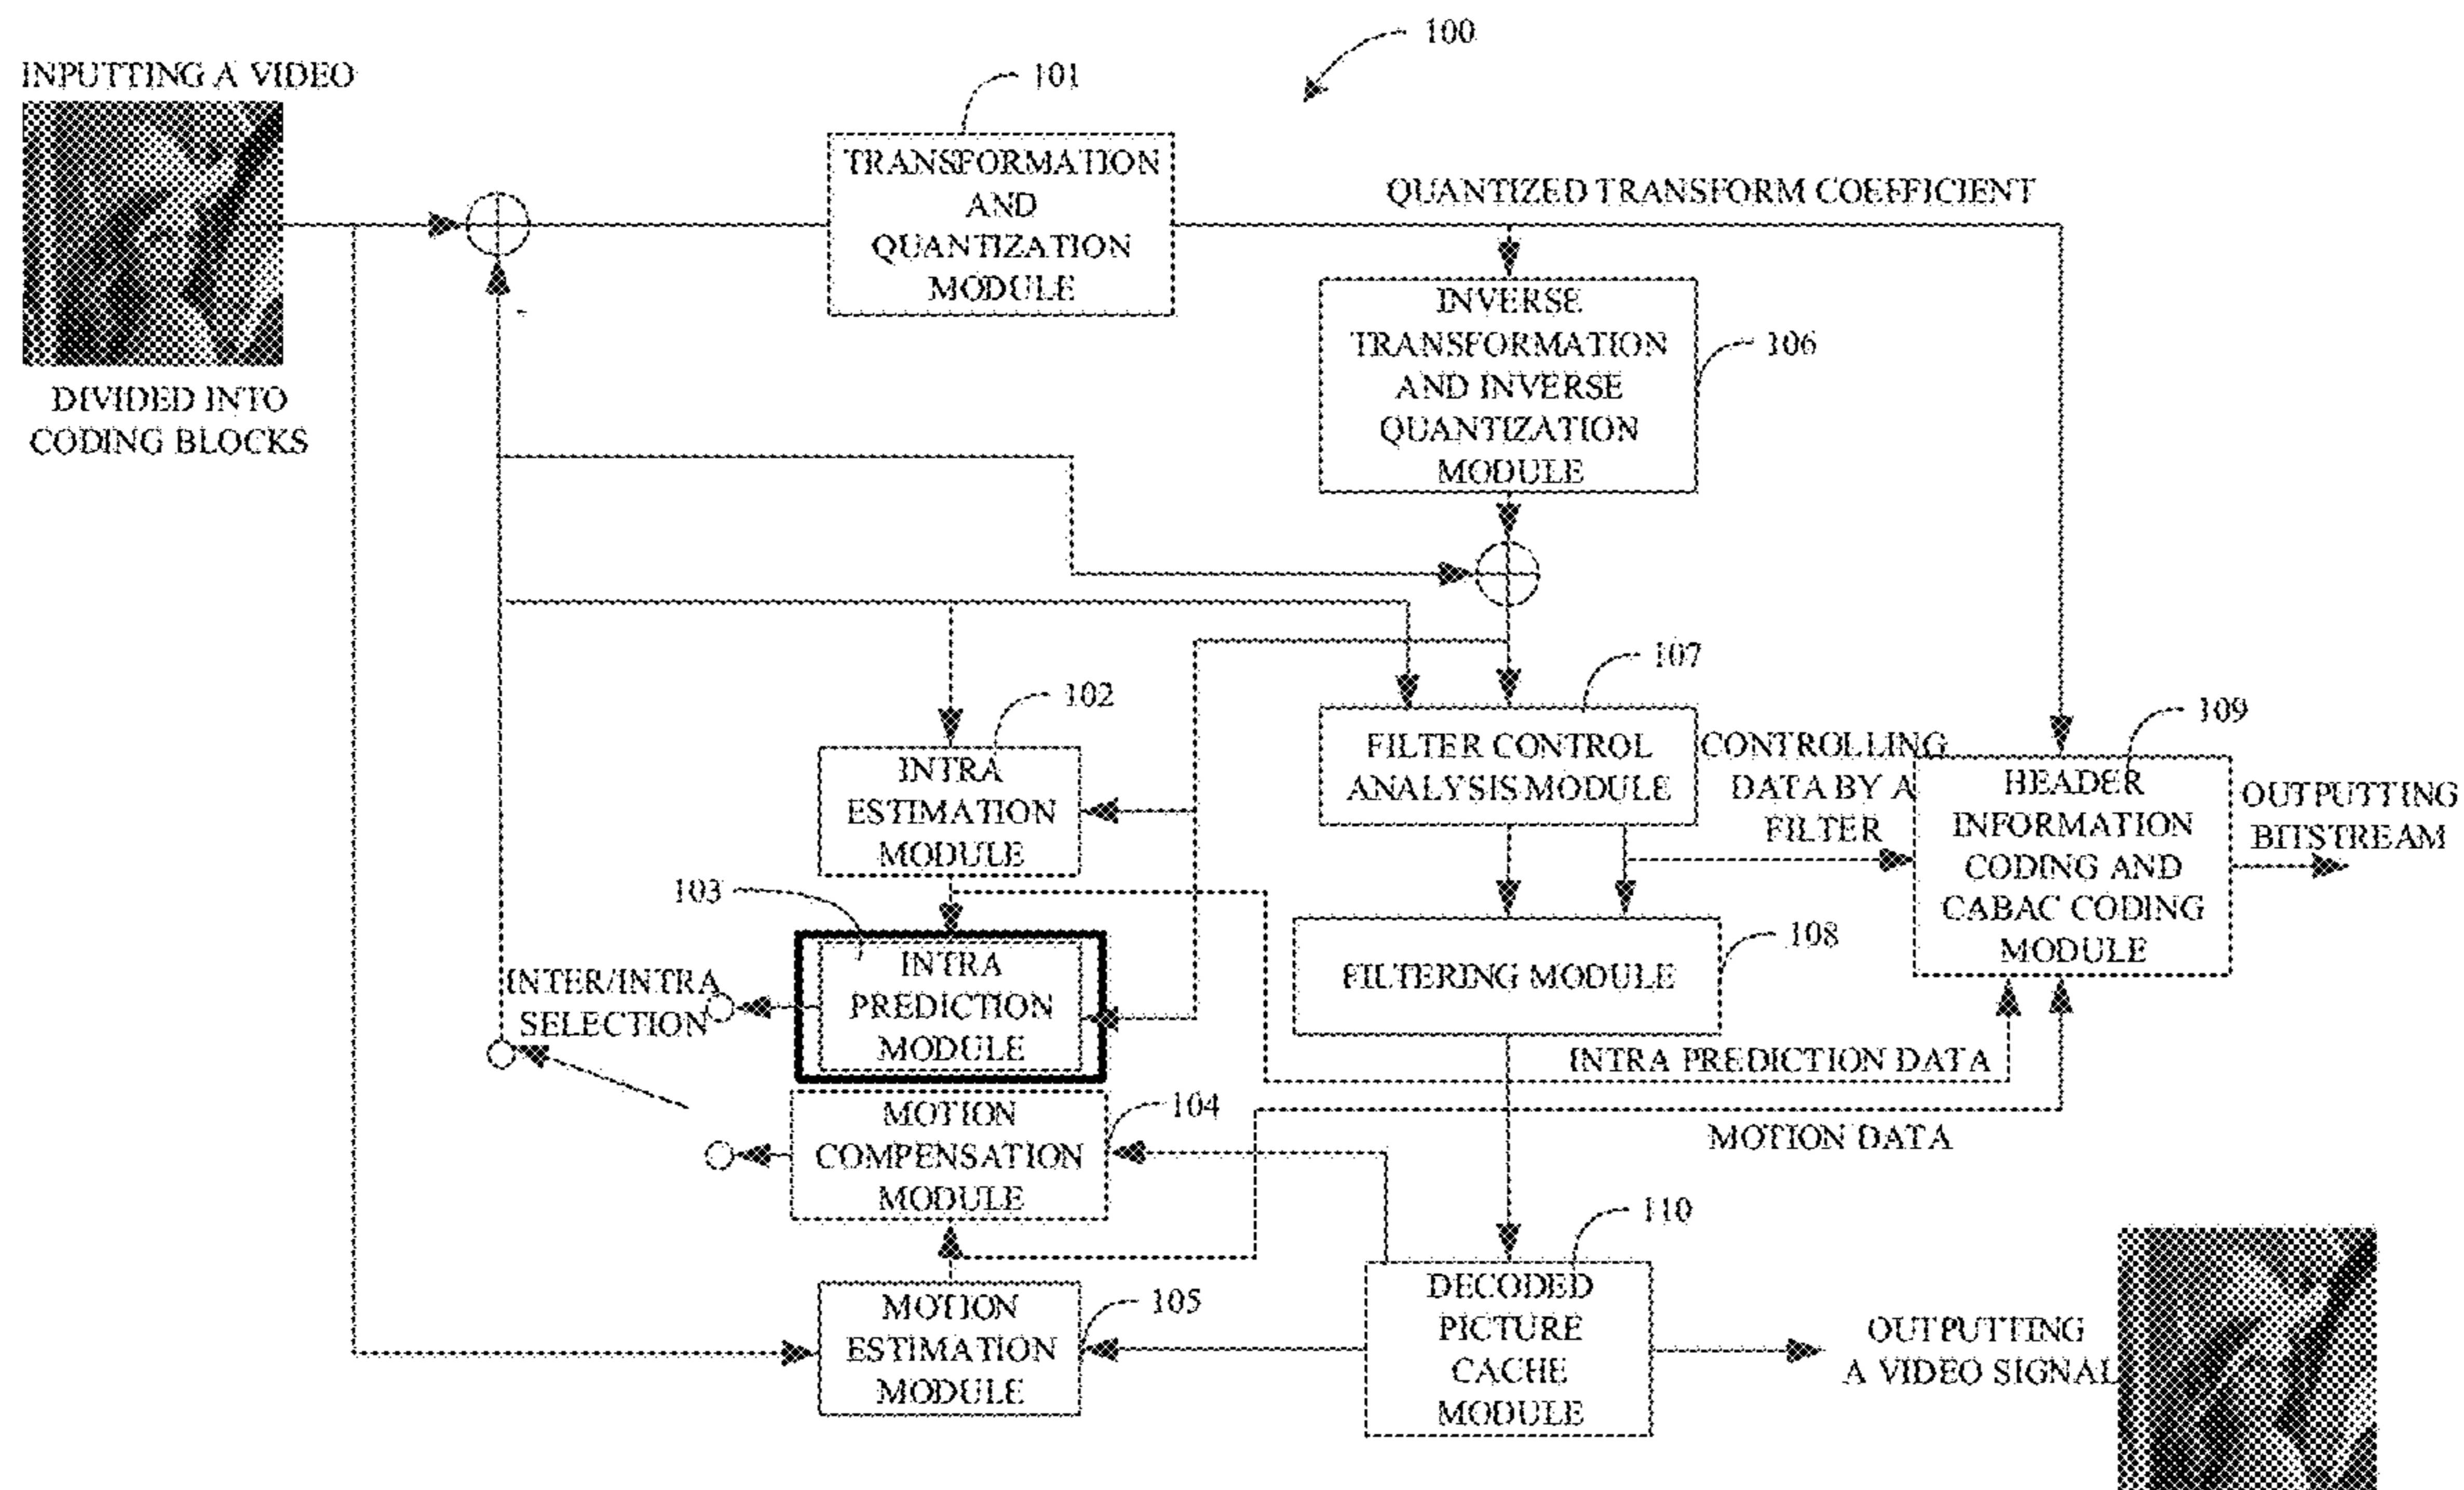 100
INPUTTING A VIDEO
101
TRANSFORMATION
AND
QUANTIZATION
MODULE
QUANTIZED TRANSFORM COEFFICIENT
INVERSE
TRANSFORMATION
AND INVERSE
QUANTIZATION
MODULE
106
DIVIDED INTO
CODING BLOCKS
107
102
109
FILTER CONTROL
ANALYSIS MODULE
CONTROLLING
DATA BY A
FILTER
INTRA
ESTIMATION
MODULE
HEADER
INFORMATION
CODING AND
CABAC CODING
MODULE
OUTPUTTING
BITSTREAM
103
108
INTRA
PREDICTION
MODULE
FILTERING MODULE
INTER/INTRA
SELECTION
INTRA PREDICTION DATA
104
MOTION
COMPENSATION
MODULE
MOTION DATA
110
105
MOTION
ESTIMATION
MODULE
DECODED
PICTURE
CACHE
MODULE
OUTPUTTING
A VIDEO SIGNAL